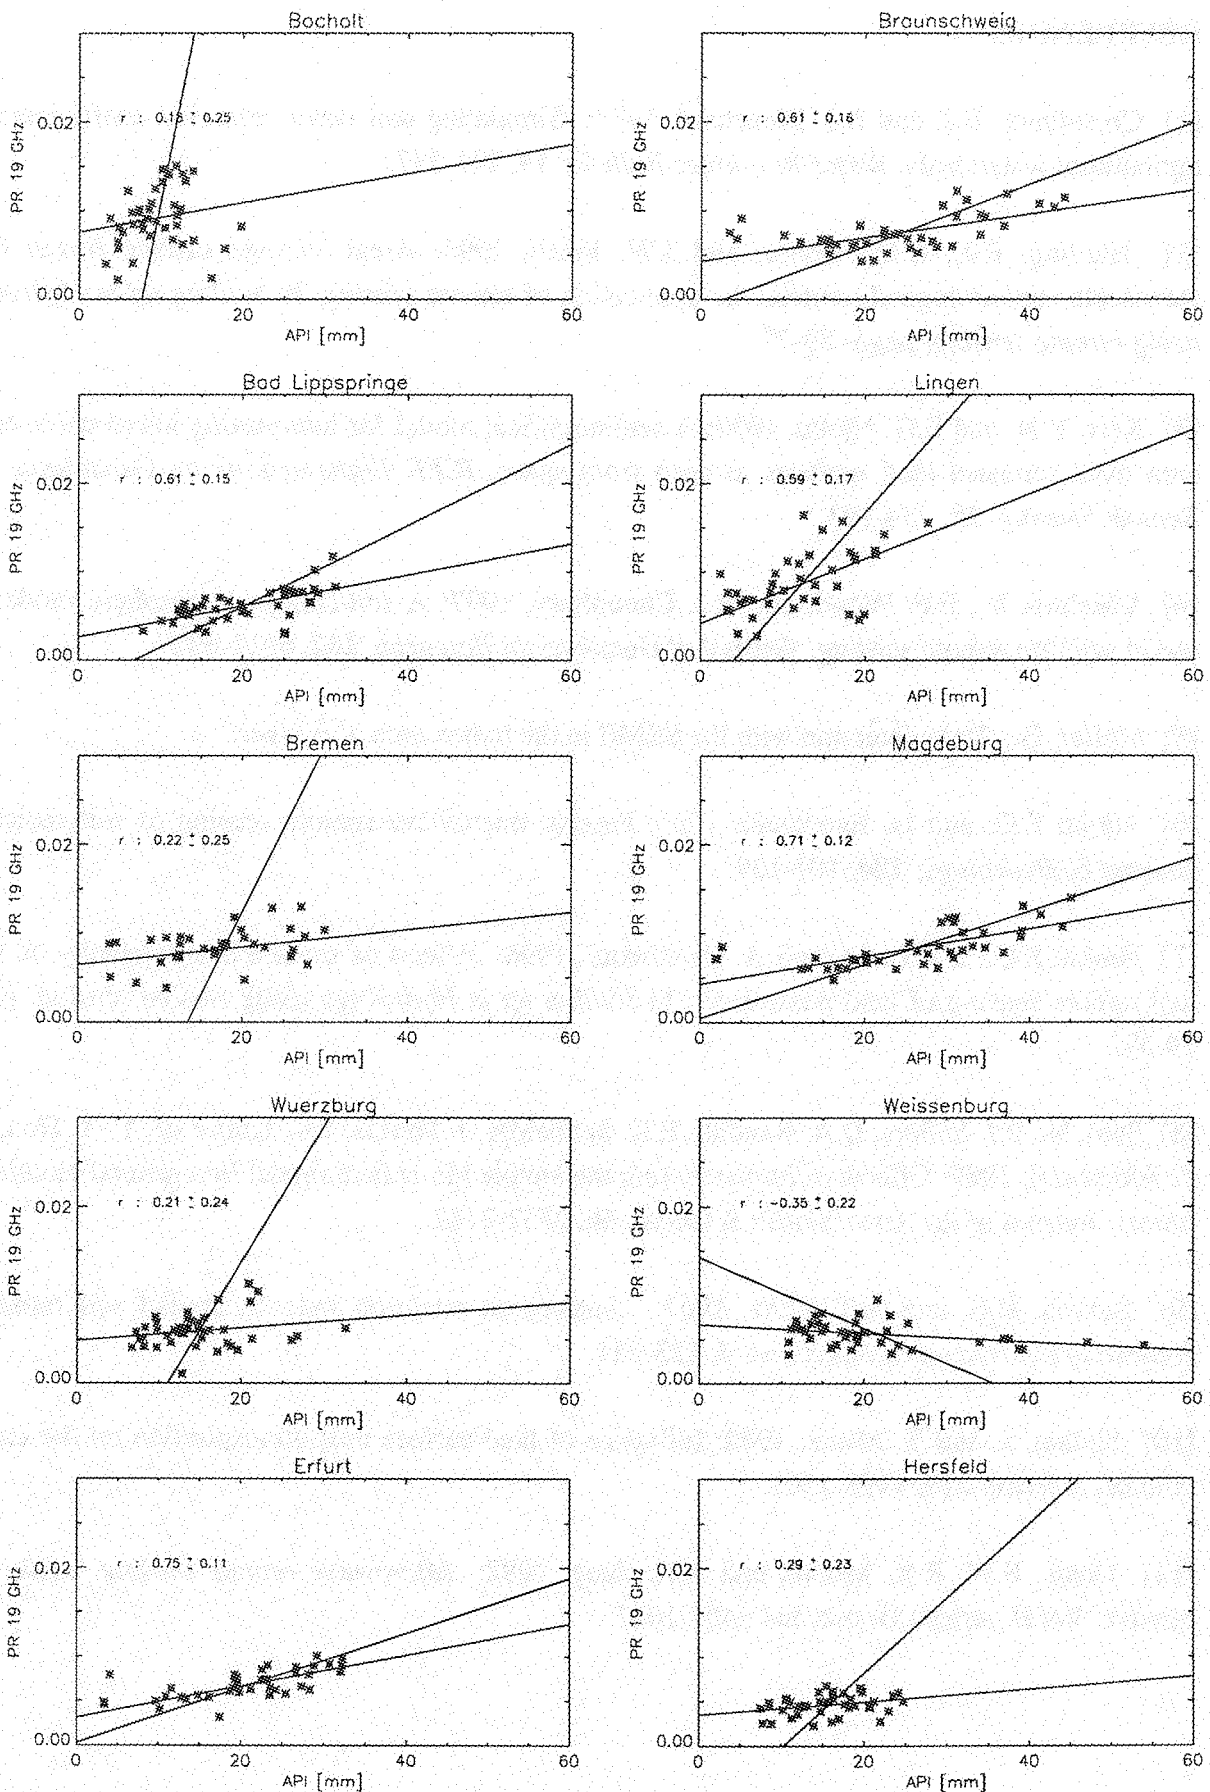 Bocholt
PR 19 GHz
0.02
0.00
r : 0.18 ± 0.25
0 20 40 60
API [mm]
Braunschweig
PR 19 GHz
0.02
0.00
r : 0.61 ± 0.16
0 20 40 60
API [mm]
Bad Lippspringe
PR 19 GHz
0.02
0.00
r : 0.61 ± 0.15
0 20 40 60
API [mm]
Lingen
PR 19 GHz
0.02
0.00
r : 0.59 ± 0.17
0 20 40 60
API [mm]
Bremen
PR 19 GHz
0.02
0.00
r : 0.22 ± 0.25
0 20 40 60
API [mm]
Magdeburg
PR 19 GHz
0.02
0.00
r : 0.71 ± 0.12
0 20 40 60
API [mm]
Wuerzburg
PR 19 GHz
0.02
0.00
r : 0.21 ± 0.24
0 20 40 60
API [mm]
Weissenburg
PR 19 GHz
0.02
0.00
r : -0.35 ± 0.22
0 20 40 60
API [mm]
Erfurt
PR 19 GHz
0.02
0.00
r : 0.75 ± 0.11
0 20 40 60
API [mm]
Hersfeld
PR 19 GHz
0.02
0.00
r : 0.29 ± 0.23
0 20 40 60
API [mm]